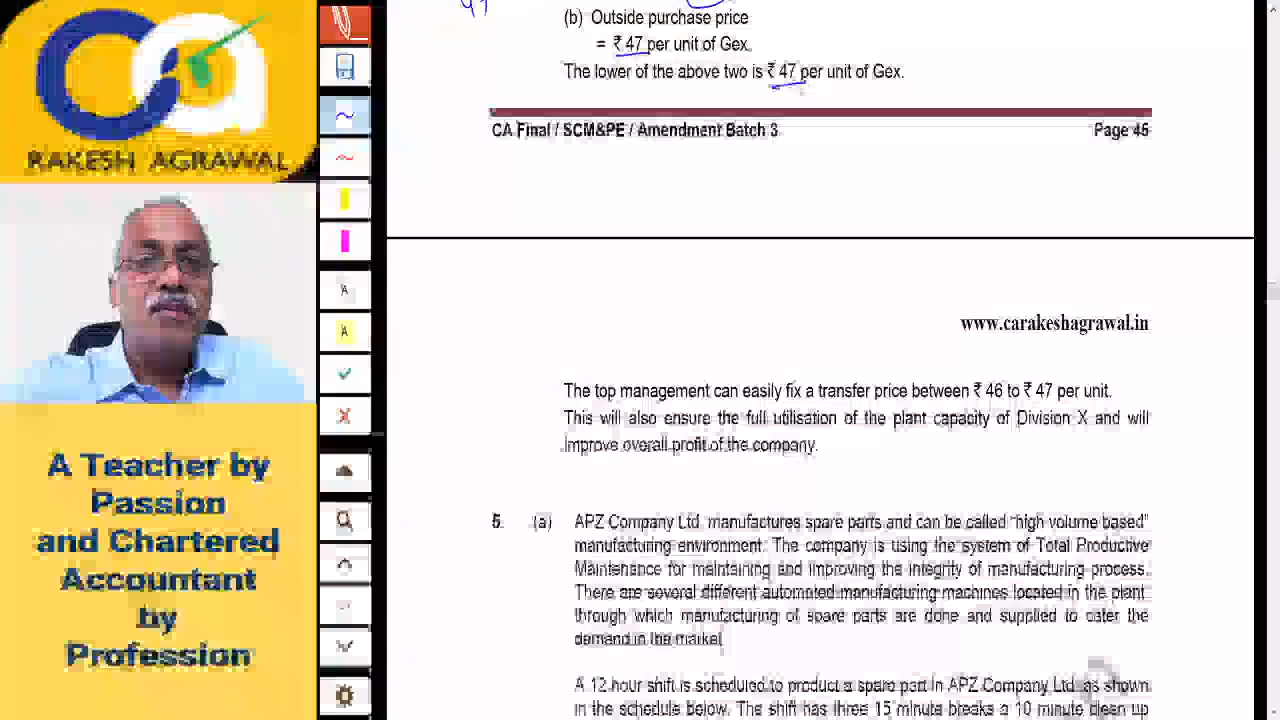 RAKESH AGRAWAL
A Teacher by
Passion
and Chartered
Accountant
by
Profession
A
A
47
(b) Outside purchase price
= ₹ 47 per unit of Gex.
The lower of the above two is ₹ 47 per unit of Gex.
CA Final / SCM&PE / Amendment Batch 3
Page 45
www.carakeshagrawal.in
The top management can easily fix a transfer price between ₹ 46 to ₹ 47 per unit.
This will also ensure the full utilisation of the plant capacity of Division X and will
improve overall profit of the company.
5. (a) APZ Company Ltd. manufactures spare parts and can be called "high volume based"
manufacturing environment. The company is using the system of Total Productive
Maintenance for maintaining and improving the integrity of manufacturing process.
There are several different automated manufacturing machines located in the plant
through which manufacturing of spare parts are done and supplied to cater the
demand in the market.
A 12 hour shift is scheduled to product a spare part in APZ Company Ltd. as shown
in the schedule below. The shift has three 15 minute breaks a 10 minute clean up